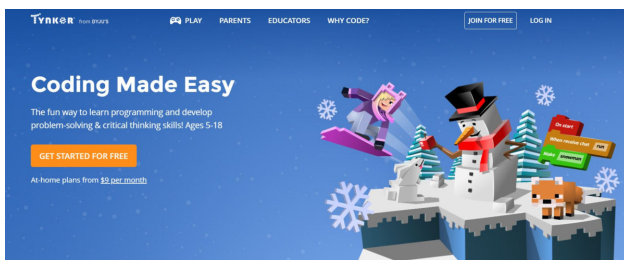 Tynker from BYJU'S
PLAY PARENTS EDUCATORS WHY CODE? JOIN FOR FREE LOG IN
Coding Made Easy
The fun way to learn programming and develop
problem-solving & critical thinking skills! Ages 5-18
GET STARTED FOR FREE
At-home plans from $9 per month
On start
When receive chat run
Make snowman